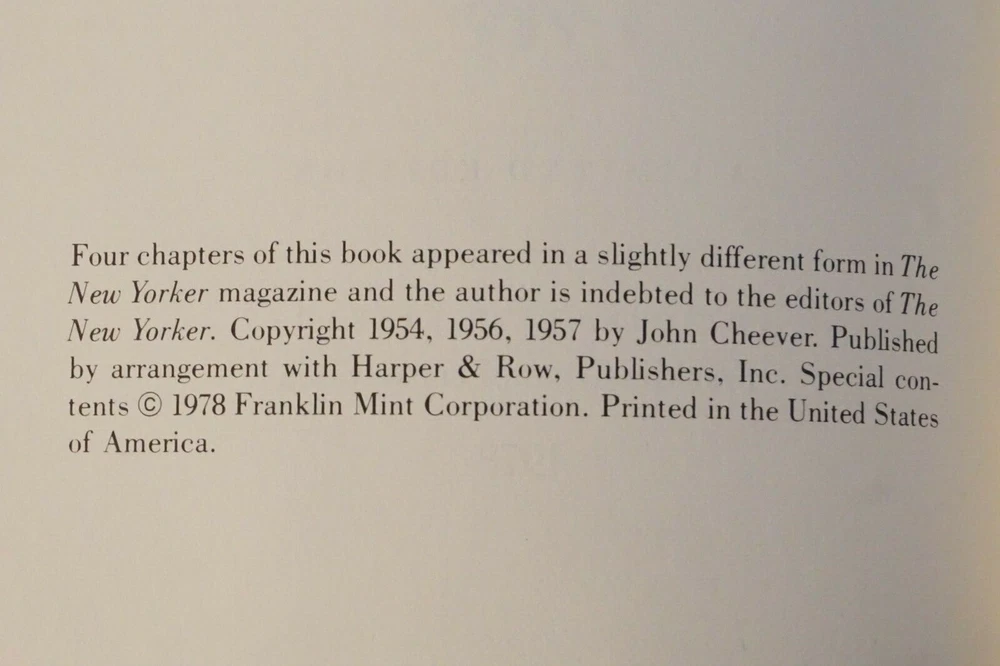 Four chapters of this book appeared in a slightly different form in The
New Yorker magazine and the author is indebted to the editors of The
New Yorker. Copyright 1954, 1956, 1957 by John Cheever. Published
by arrangement with Harper & Row, Publishers, Inc. Special con-
tents © 1978 Franklin Mint Corporation. Printed in the United States
of America.